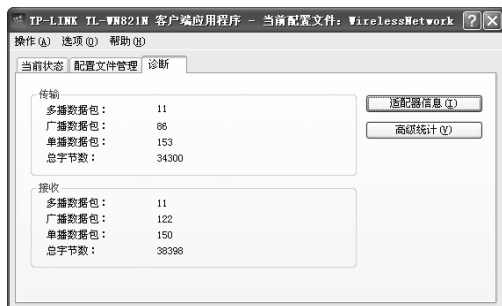 TP-LINK TL-WN821N 客户端应用程序 - 当前配置文件: WirelessNetwork
操作(A) 选项(O) 帮助(H)
当前状态 配置文件管理 诊断
传输
多播数据包: 11
广播数据包: 86
单播数据包: 153
总字节数: 34300
适配器信息(I)
高级统计(V)
接收
多播数据包: 11
广播数据包: 122
单播数据包: 150
总字节数: 38398